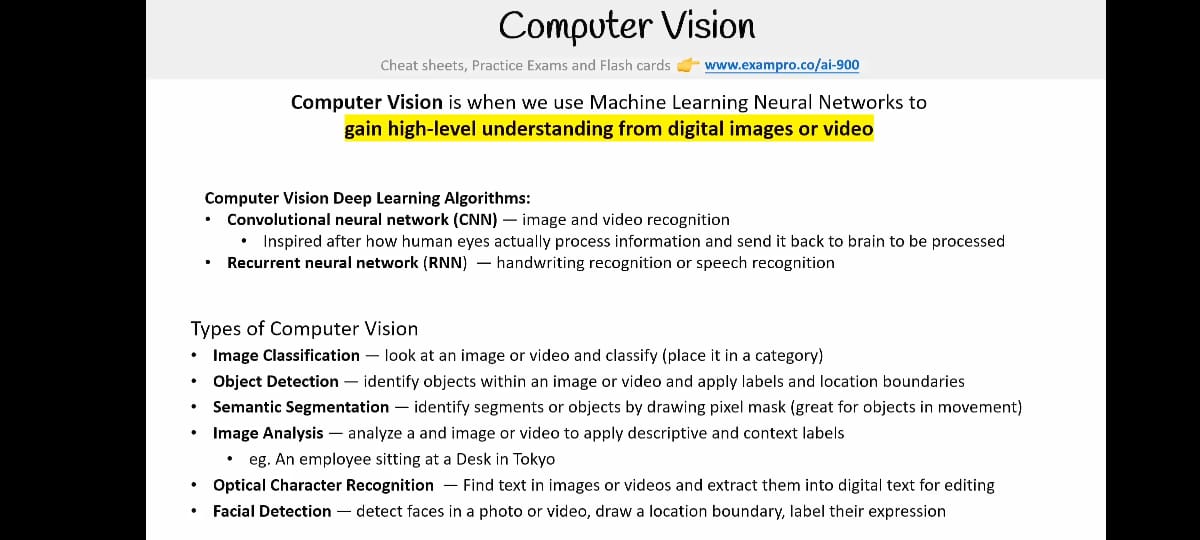 Computer Vision
Cheat sheets, Practice Exams and Flash cards 👉 www.exampro.co/ai-900
Computer Vision is when we use Machine Learning Neural Networks to
gain high-level understanding from digital images or video
Computer Vision Deep Learning Algorithms:
• Convolutional neural network (CNN) — image and video recognition
• Inspired after how human eyes actually process information and send it back to brain to be processed
• Recurrent neural network (RNN) — handwriting recognition or speech recognition
Types of Computer Vision
• Image Classification — look at an image or video and classify (place it in a category)
• Object Detection — identify objects within an image or video and apply labels and location boundaries
• Semantic Segmentation — identify segments or objects by drawing pixel mask (great for objects in movement)
• Image Analysis — analyze a and image or video to apply descriptive and context labels
• eg. An employee sitting at a Desk in Tokyo
• Optical Character Recognition — Find text in images or videos and extract them into digital text for editing
• Facial Detection — detect faces in a photo or video, draw a location boundary, label their expression